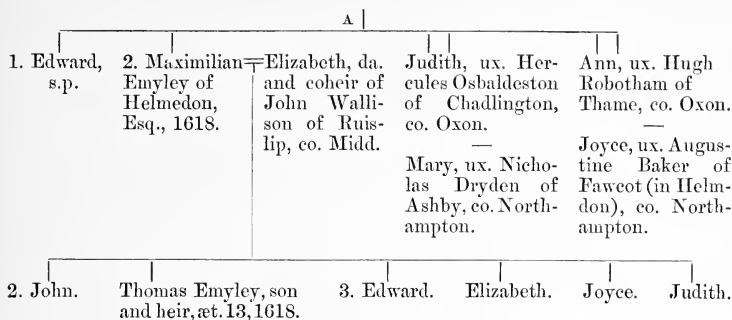 A
1. Edward,
s.p.
2. Maximilian
Emyley of
Helmedon,
Esq., 1618.
Elizabeth, da.
and coheir of
John Walli-
son of Ruis-
lip, co. Midd.
Judith, ux. Her-
cules Osbaldeston
of Chadlington,
co. Oxon.
—
Mary, ux. Nicho-
las Dryden of
Ashby, co. North-
ampton.
Ann, ux. Hugh
Robotham of
Thame, co. Oxon.
—
Joyce, ux. Augus-
tine Baker of
Fawcot (in Helm-
don), co. North-
ampton.
2. John.
Thomas Emyley, son
and heir, æt. 13, 1618.
3. Edward.
Elizabeth.
Joyce.
Judith.